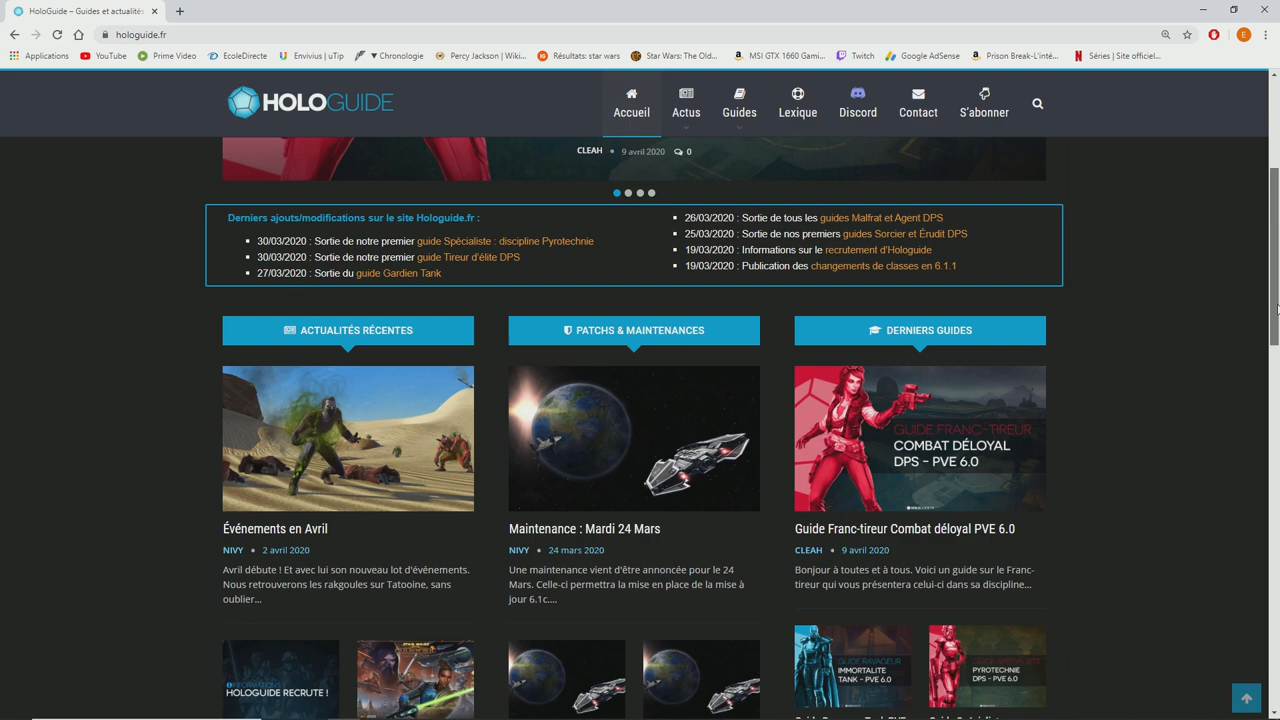 HoloGuide – Guides et actualités
hologuide.fr
Applications
YouTube
Prime Video
EcoleDirecte
Envivius | uTip
▼ Chronologie
Percy Jackson | Wiki...
Résultats: star wars
Star Wars: The Old...
MSI GTX 1660 Gami...
Twitch
Google AdSense
Prison Break-L'inté...
Séries | Site officiel...
HOLOGUIDE
Accueil
Actus
Guides
Lexique
Discord
Contact
S'abonner
CLEAH • 9 avril 2020 0
Derniers ajouts/modifications sur le site Hologuide.fr :
30/03/2020 : Sortie de notre premier guide Spécialiste : discipline Pyrotechnie
30/03/2020 : Sortie de notre premier guide Tireur d'élite DPS
27/03/2020 : Sortie du guide Gardien Tank
26/03/2020 : Sortie de tous les guides Malfrat et Agent DPS
25/03/2020 : Sortie de nos premiers guides Sorcier et Érudit DPS
19/03/2020 : Informations sur le recrutement d'Hologuide
19/03/2020 : Publication des changements de classes en 6.1.1
ACTUALITÉS RÉCENTES
Événements en Avril
NIVY • 2 avril 2020
Avril débute ! Et avec lui son nouveau lot d'événements.
Nous retrouverons les rakgoules sur Tatooine, sans
oublier...
INFORMATIONS
HOLOGUIDE RECRUTE !
STAR WARS
PATCHS & MAINTENANCES
Maintenance : Mardi 24 Mars
NIVY • 24 mars 2020
Une maintenance vient d'être annoncée pour le 24
Mars. Celle-ci permettra la mise en place de la mise à
jour 6.1c....
DERNIERS GUIDES
GUIDE FRANC-TIREUR
COMBAT DÉLOYAL
DPS – PVE 6.0
HOLOGUIDE
Guide Franc-tireur Combat déloyal PVE 6.0
CLEAH • 9 avril 2020
Bonjour à toutes et à tous. Voici un guide sur le Franc-
tireur qui vous présentera celui-ci dans sa discipline...
GUIDE RAVAGEUR
IMMORTALITE
TANK – PVE 6.0
PYROTECHNIE
DPS – PVE 6.0